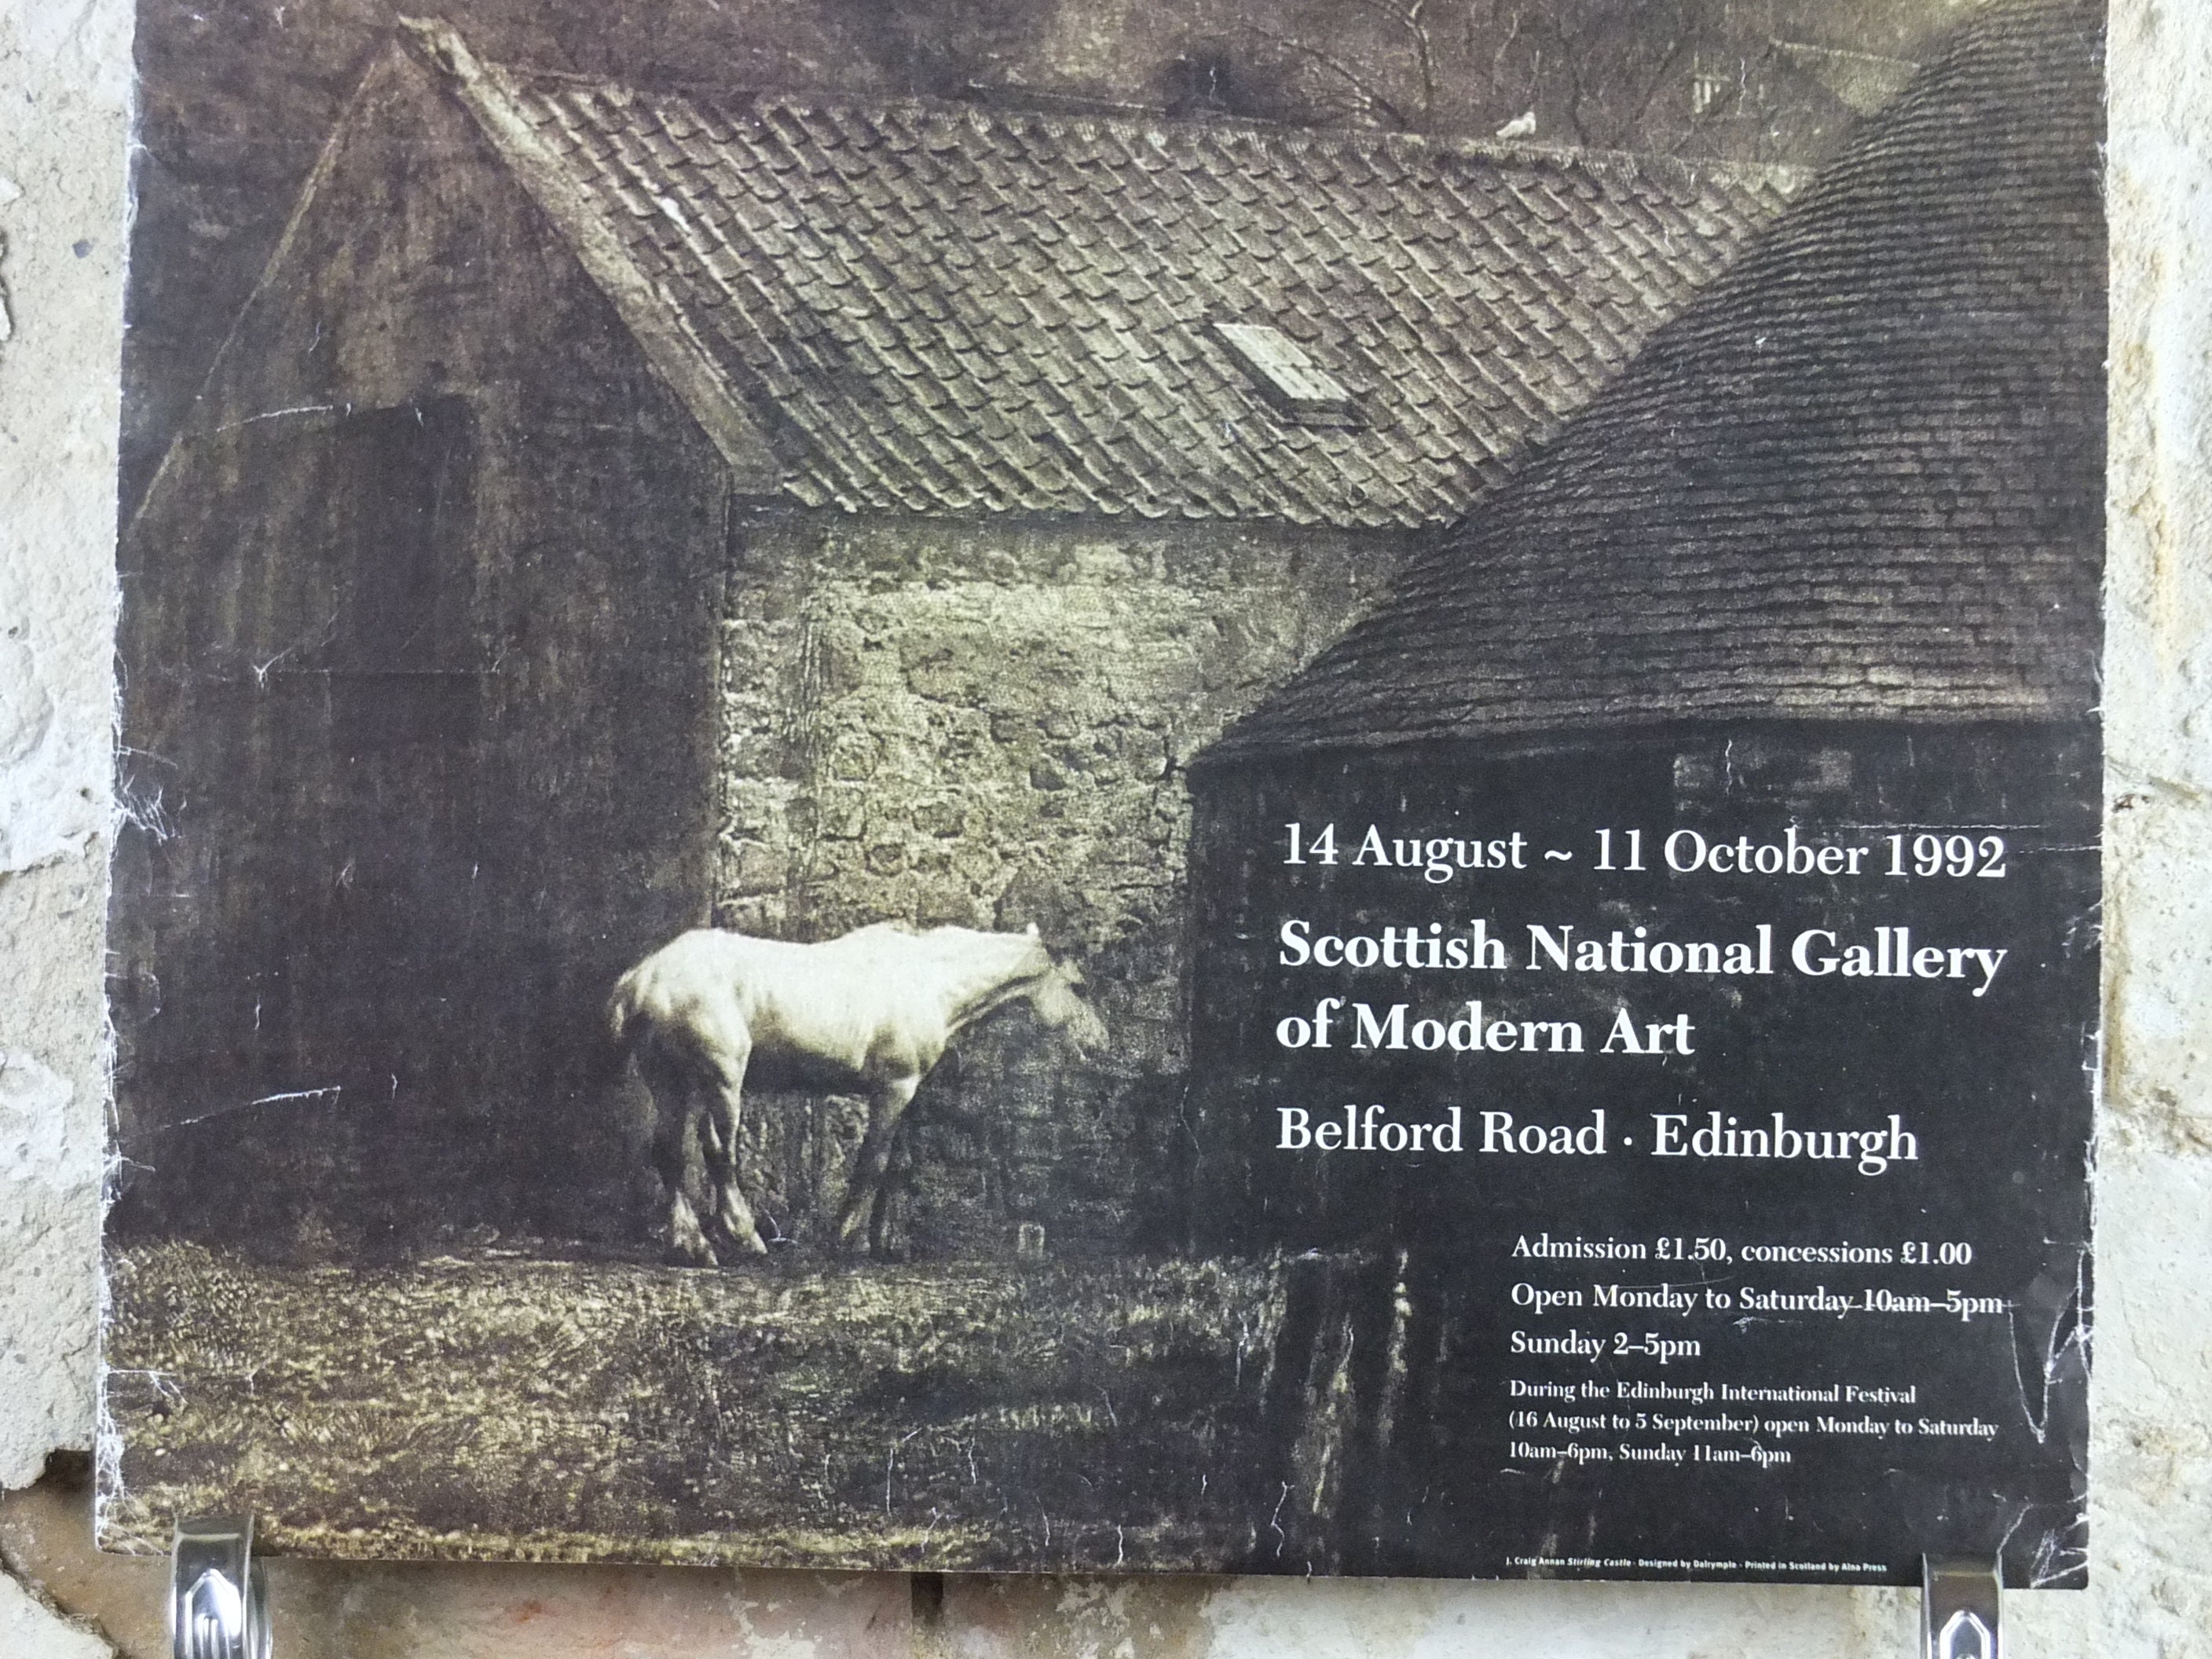 14 August ~ 11 October 1992
Scottish National Gallery
of Modern Art
Belford Road · Edinburgh
Admission £1.50, concessions £1.00
Open Monday to Saturday 10am–5pm
Sunday 2–5pm
During the Edinburgh International Festival
(16 August to 5 September) open Monday to Saturday
10am–6pm, Sunday 11am–6pm
J. Craig Annan Stirling Castle · Designed by Dalrymple · Printed in Scotland by Alna Press